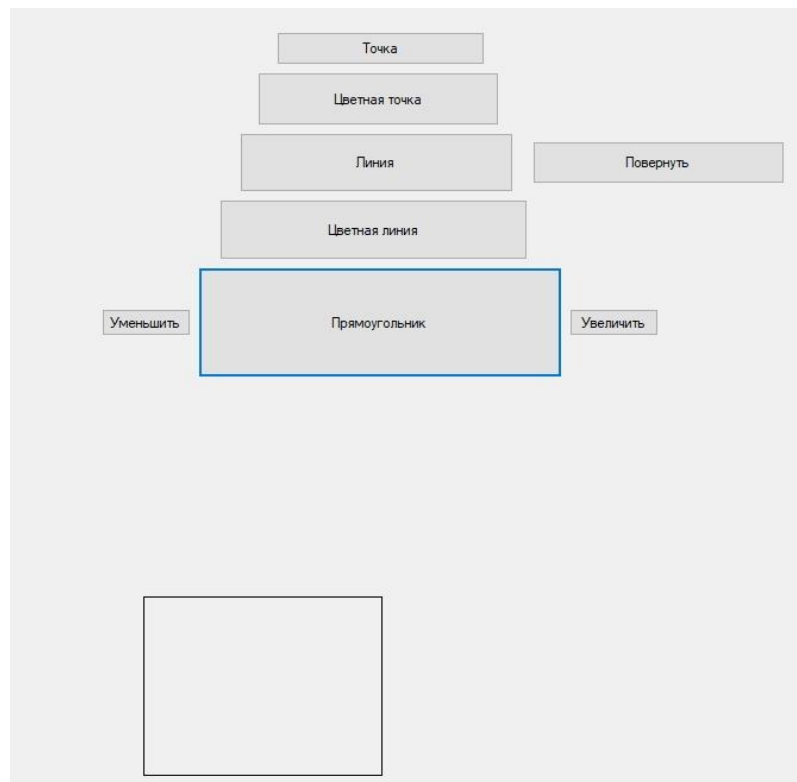 Точка
Цветная точка
Линия
Повернуть
Цветная линия
Уменьшить
Прямоугольник
Увеличить